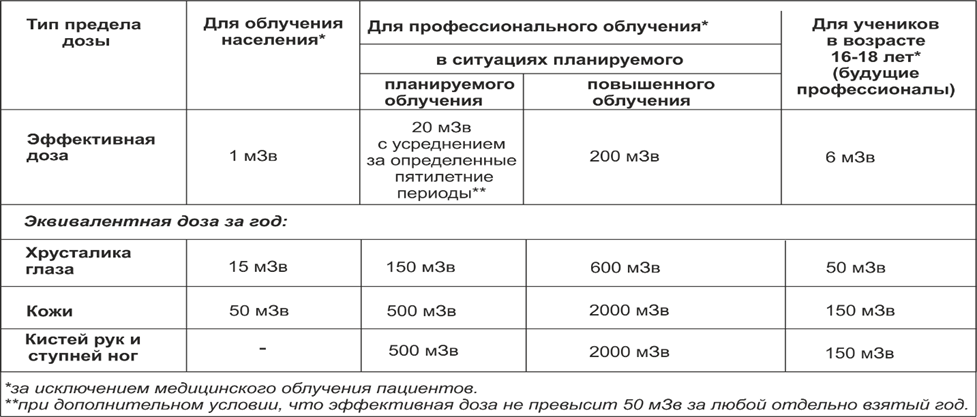 Тип предела
дозы
Для облучения
населения*
Для профессионального облучения*
в ситуациях планируемого
планируемого
облучения
повышенного
облучения
Для учеников
в возрасте
16-18 лет*
(будущие
профессионалы)
Эффективная
доза
1 мЗв
20 мЗв
с усреднением
за определенные
пятилетние
периоды**
200 мЗв
6 мЗв
Эквивалентная доза за год:
Хрусталика
глаза
15 мЗв
150 мЗв
600 мЗв
50 мЗв
Кожи
50 мЗв
500 мЗв
2000 мЗв
150 мЗв
Кистей рук и
ступней ног
-
500 мЗв
2000 мЗв
150 мЗв
*за исключением медицинского облучения пациентов.
**при дополнительном условии, что эффективная доза не превысит 50 мЗв за любой отдельно взятый год.